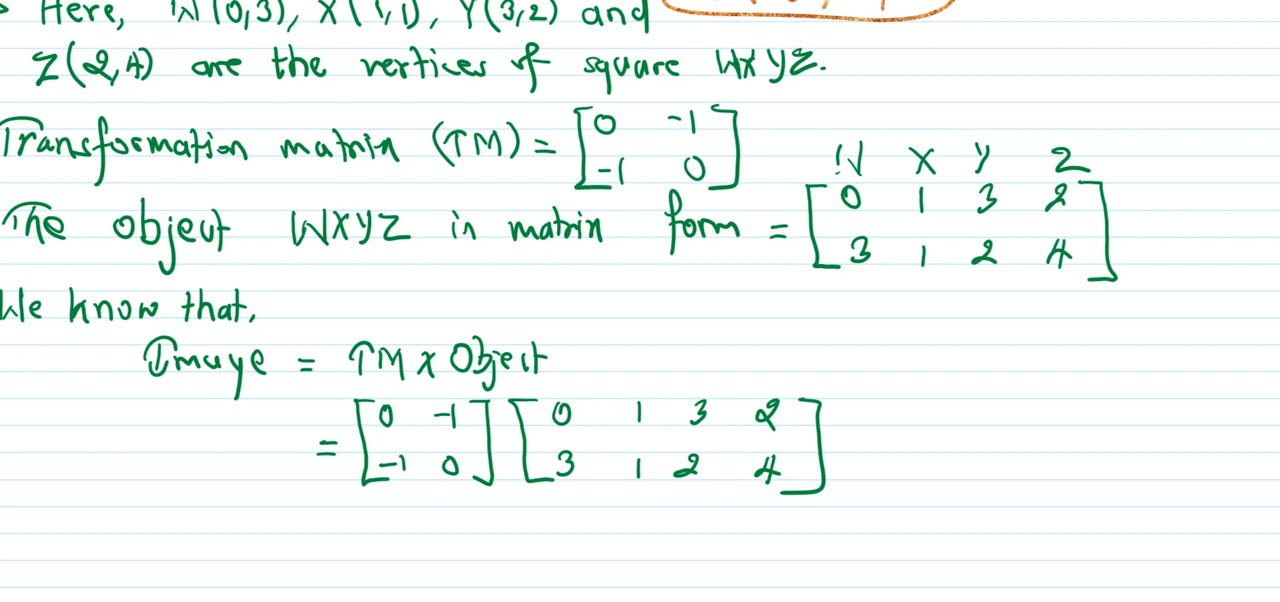 Here, W(0,3), X(1,1), Y(3,2) and
Z(2,4) are the vertices of square WXYZ.
Transformation matrix (TM) = [0 -1
-1 0]
W X Y Z
The object WXYZ in matrix form = [0 1 3 2
3 1 2 4]
We know that,
Image = TM x Object
= [0 -1 [0 1 3 2
-1 0] 3 1 2 4]